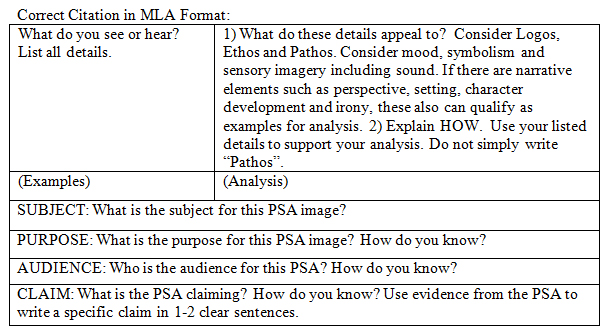 Correct Citation in MLA Format:
What do you see or hear?
List all details.
1) What do these details appeal to?  Consider Logos,
Ethos and Pathos. Consider mood, symbolism and
sensory imagery including sound. If there are narrative
elements such as perspective, setting, character
development and irony, these also can qualify as
examples for analysis. 2) Explain HOW.  Use your listed
details to support your analysis. Do not simply write
“Pathos”.
(Examples)
(Analysis)
SUBJECT: What is the subject for this PSA image?
PURPOSE: What is the purpose for this PSA image?  How do you know?
AUDIENCE: Who is the audience for this PSA? How do you know?
CLAIM: What is the PSA claiming?  How do you know? Use evidence from the PSA to
write a specific claim in 1-2 clear sentences.